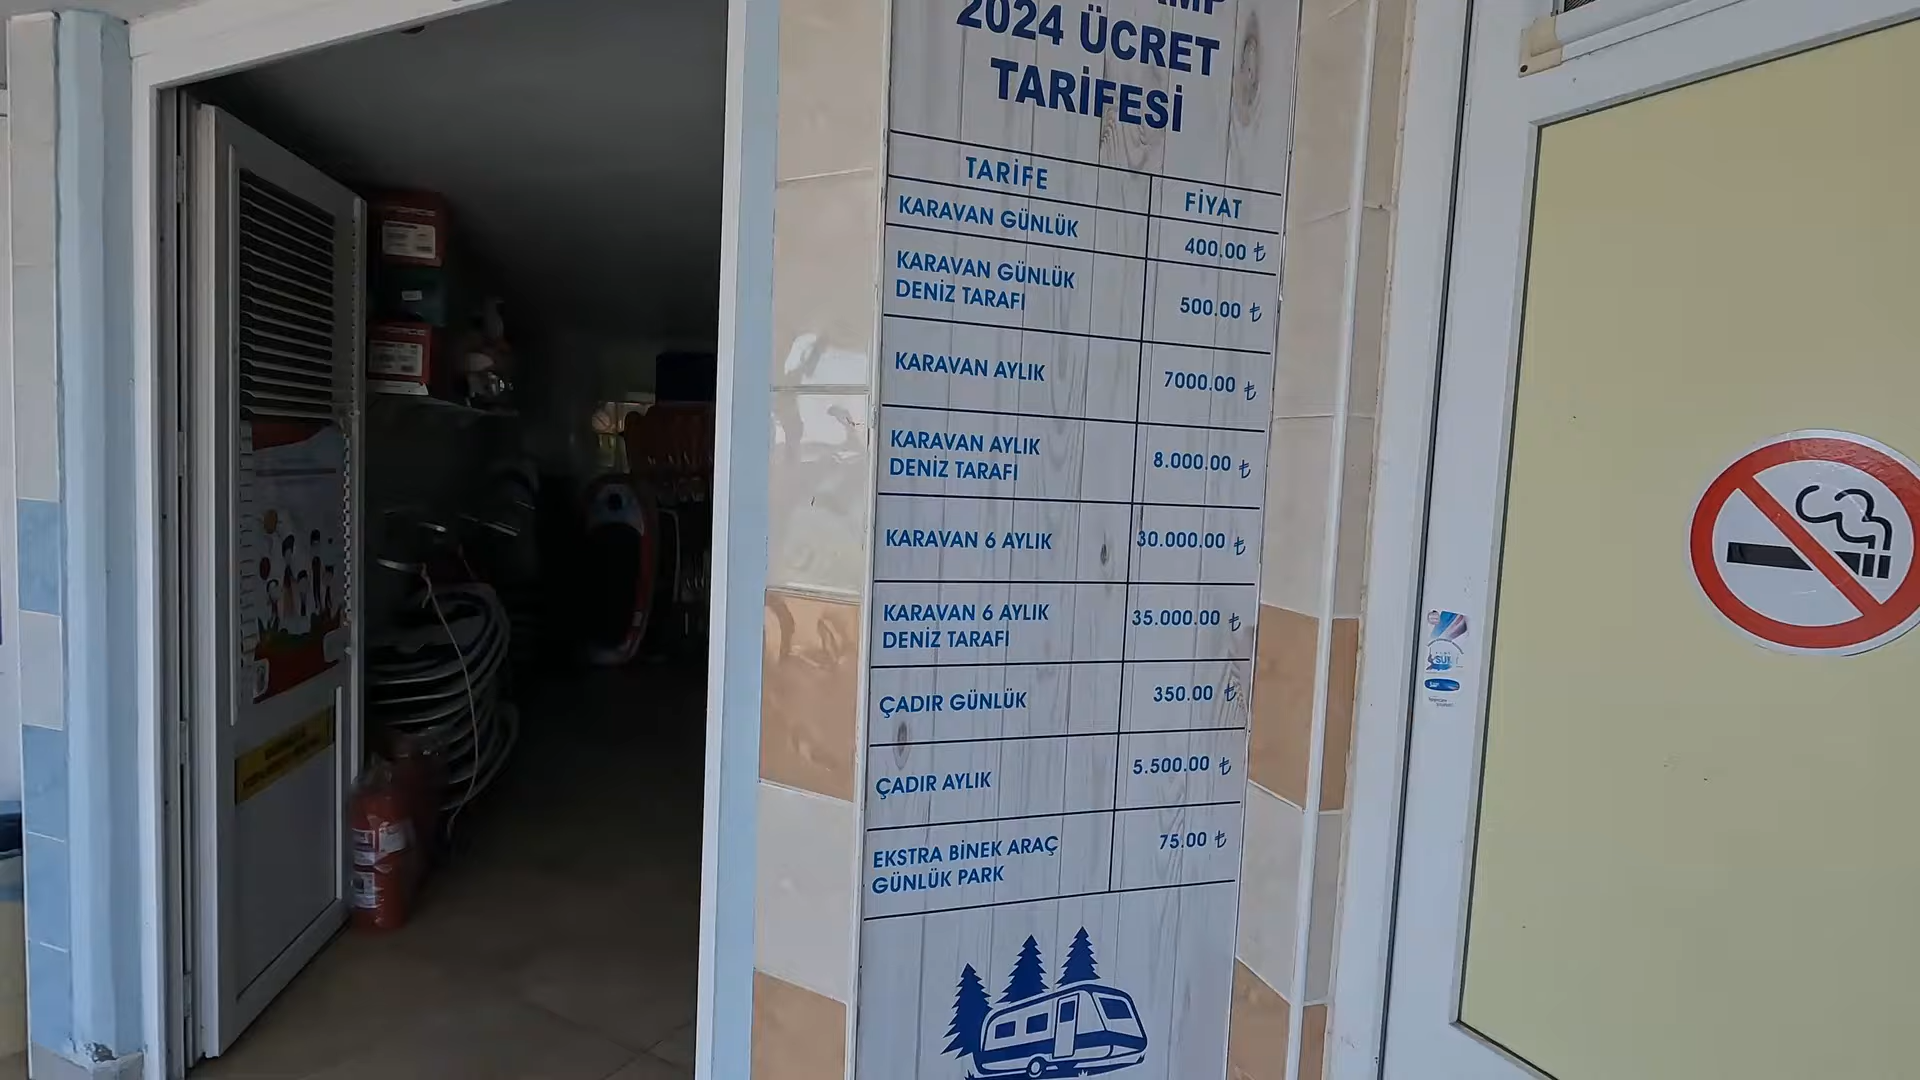 2024 ÜCRET
TARİFESİ
TARİFE FİYAT
KARAVAN GÜNLÜK 400.00 ₺
KARAVAN GÜNLÜK
DENİZ TARAFI 500.00 ₺
KARAVAN AYLIK 7000.00 ₺
KARAVAN AYLIK
DENİZ TARAFI 8.000.00 ₺
KARAVAN 6 AYLIK 30.000.00 ₺
KARAVAN 6 AYLIK
DENİZ TARAFI 35.000.00 ₺
ÇADIR GÜNLÜK 350.00 ₺
ÇADIR AYLIK 5.500.00 ₺
EKSTRA BİNEK ARAÇ
GÜNLÜK PARK 75.00 ₺